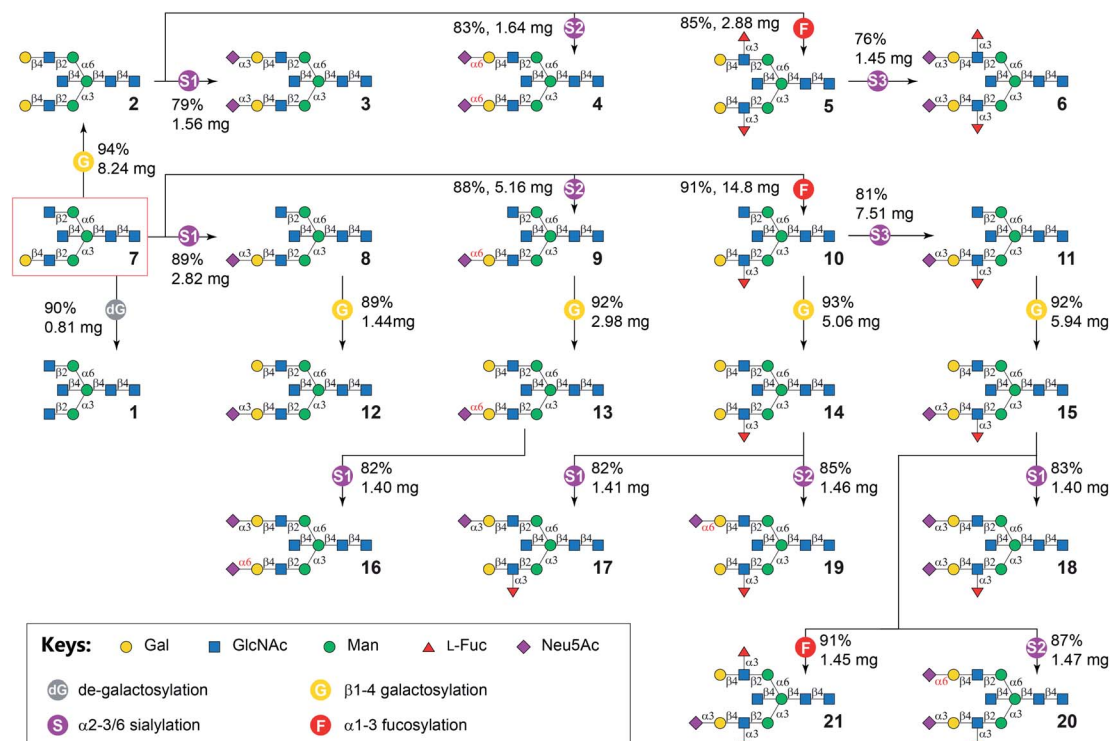 83%, 1.64 mg
S2
85%, 2.88 mg
F
β4 β2 α6
β4 β4 β4
β4 β2 α3
2
S1
79%
1.56 mg
α3 β4 β2 α6
β4 β4 β4
α3 β4 β2 α3
3
α6 β4 β2 α6
β4 β4 β4
α6 β4 β2 α3
4
α3
β4 β2 α6
β4 β4 β4
β4 β2 α3
α3
5
76%
1.45 mg
S3
α3
α3 β4 β2 α6
β4 β4 β4
α3 β4 β2 α3
α3
6
G
94%
8.24 mg
88%, 5.16 mg
S2
91%, 14.8 mg
F
β2 α6
β4 β4 β4
β4 β2 α3
7
S1
89%
2.82 mg
β2 α6
β4 β4 β4
α3 β4 β2 α3
8
β2 α6
β4 β4 β4
α6 β4 β2 α3
9
β2 α6
β4 β4 β4
β4 β2 α3
α3
10
81%
7.51 mg
S3
β2 α6
β4 β4 β4
α3 β4 β2 α3
α3
11
90%
0.81 mg
dG
G
89%
1.44mg
G
92%
2.98 mg
G
93%
5.06 mg
G
92%
5.94 mg
β2 α6
β4 β4 β4
β2 α3
1
β4 β2 α6
β4 β4 β4
α3 β4 β2 α3
12
β4 β2 α6
β4 β4 β4
α6 β4 β2 α3
13
β4 β2 α6
β4 β4 β4
β4 β2 α3
α3
14
β4 β2 α6
β4 β4 β4
α3 β4 β2 α3
α3
15
S1
82%
1.40 mg
S1
82%
1.41 mg
S2
85%
1.46 mg
S1
83%
1.40 mg
α3 β4 β2 α6
β4 β4 β4
α6 β4 β2 α3
16
α3 β4 β2 α6
β4 β4 β4
β4 β2 α3
α3
17
α6 β4 β2 α6
β4 β4 β4
β4 β2 α3
α3
19
α3 β4 β2 α6
β4 β4 β4
α3 β4 β2 α3
α3
18
Keys: Gal GlcNAc Man L-Fuc Neu5Ac
dG de-galactosylation G β1-4 galactosylation
S α2-3/6 sialylation F α1-3 fucosylation
F
91%
1.45 mg
S2
87%
1.47 mg
α3
β4 β2 α6
β4 β4 β4
α3 β4 β2 α3
21
α6 β4 β2 α6
β4 β4 β4
α3 β4 β2 α3
20